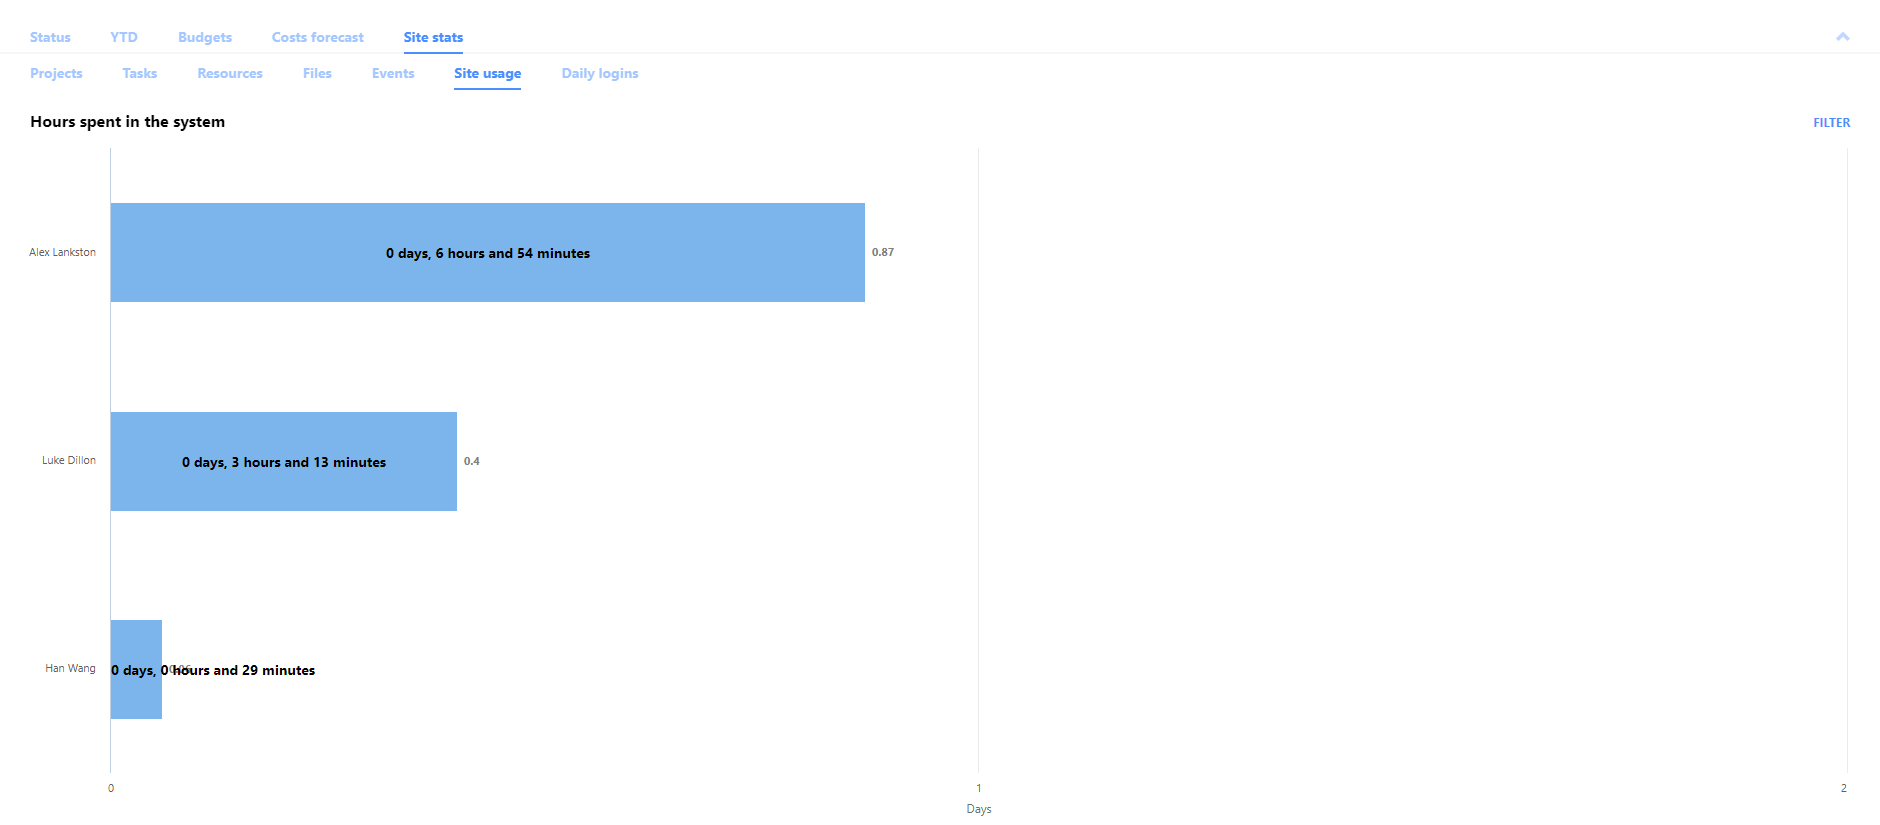 Status YTD Budgets Costs forecast Site stats
Projects Tasks Resources Files Events Site usage Daily logins
Hours spent in the system
FILTER
Alex Lankston
0 days, 6 hours and 54 minutes
0.87
Luke Dillon
0 days, 3 hours and 13 minutes
0.4
Han Wang
0 days, 0 hours and 29 minutes
0 1 2
Days